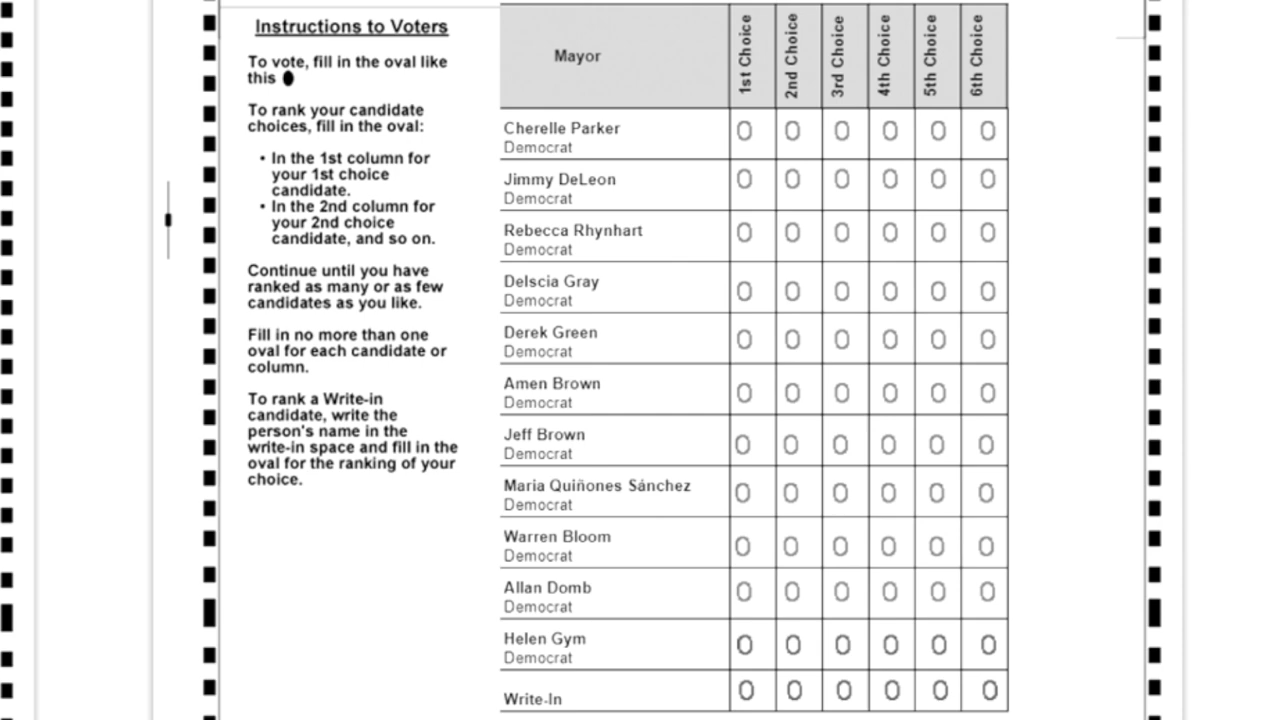 Instructions to Voters
To vote, fill in the oval like
this
To rank your candidate
choices, fill in the oval:
• In the 1st column for
your 1st choice
candidate.
• In the 2nd column for
your 2nd choice
candidate, and so on.
Continue until you have
ranked as many or as few
candidates as you like.
Fill in no more than one
oval for each candidate or
column.
To rank a Write-in
candidate, write the
person's name in the
write-in space and fill in the
oval for the ranking of your
choice.
Mayor
1st Choice
2nd Choice
3rd Choice
4th Choice
5th Choice
6th Choice
Cherelle Parker
Democrat
Jimmy DeLeon
Democrat
Rebecca Rhynhart
Democrat
Delscia Gray
Democrat
Derek Green
Democrat
Amen Brown
Democrat
Jeff Brown
Democrat
Maria Quiñones Sánchez
Democrat
Warren Bloom
Democrat
Allan Domb
Democrat
Helen Gym
Democrat
Write-In